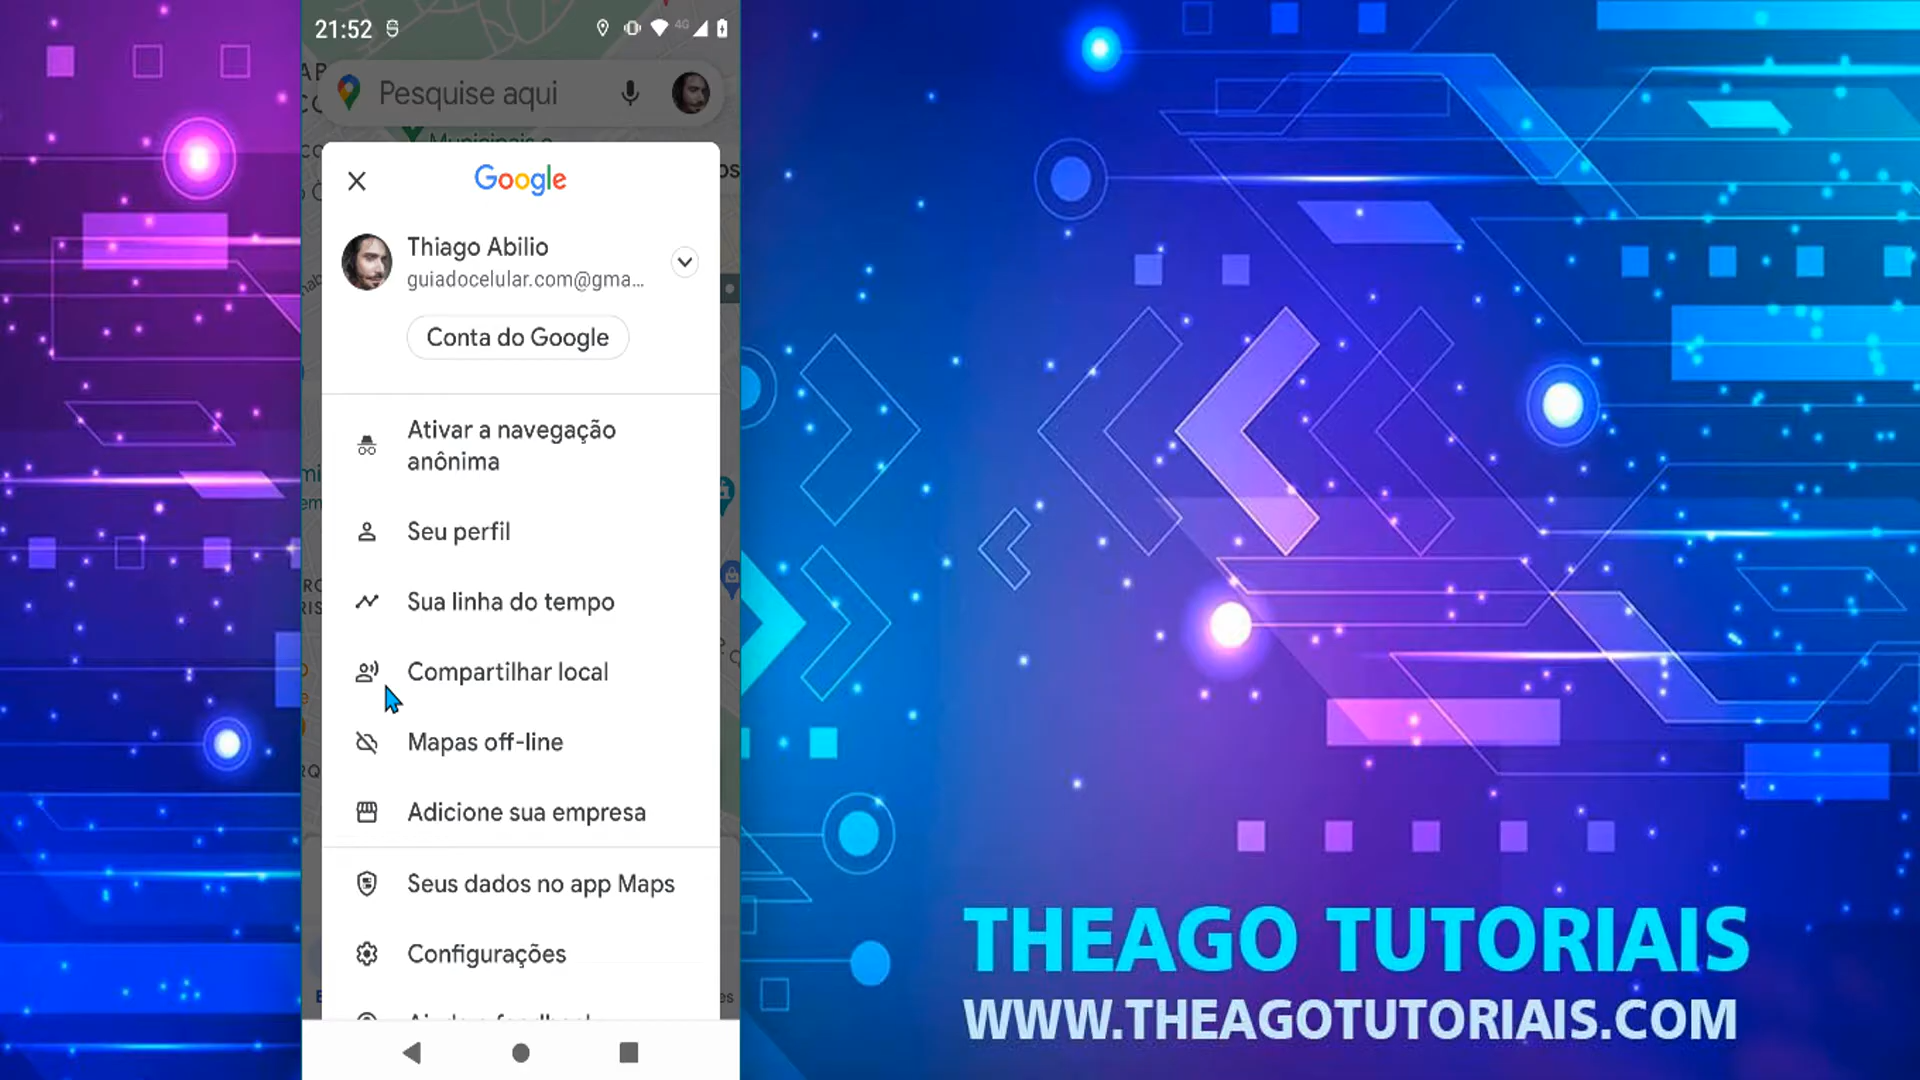 21:52
4G
Pesquise aqui
Google
Thiago Abilio
guiadocelular.com@gma...
Conta do Google
Ativar a navegação
anônima
Seu perfil
Sua linha do tempo
Compartilhar local
Mapas off-line
Adicione sua empresa
Seus dados no app Maps
Configurações
THEAGO TUTORIAIS
WWW.THEAGOTUTORIAIS.COM